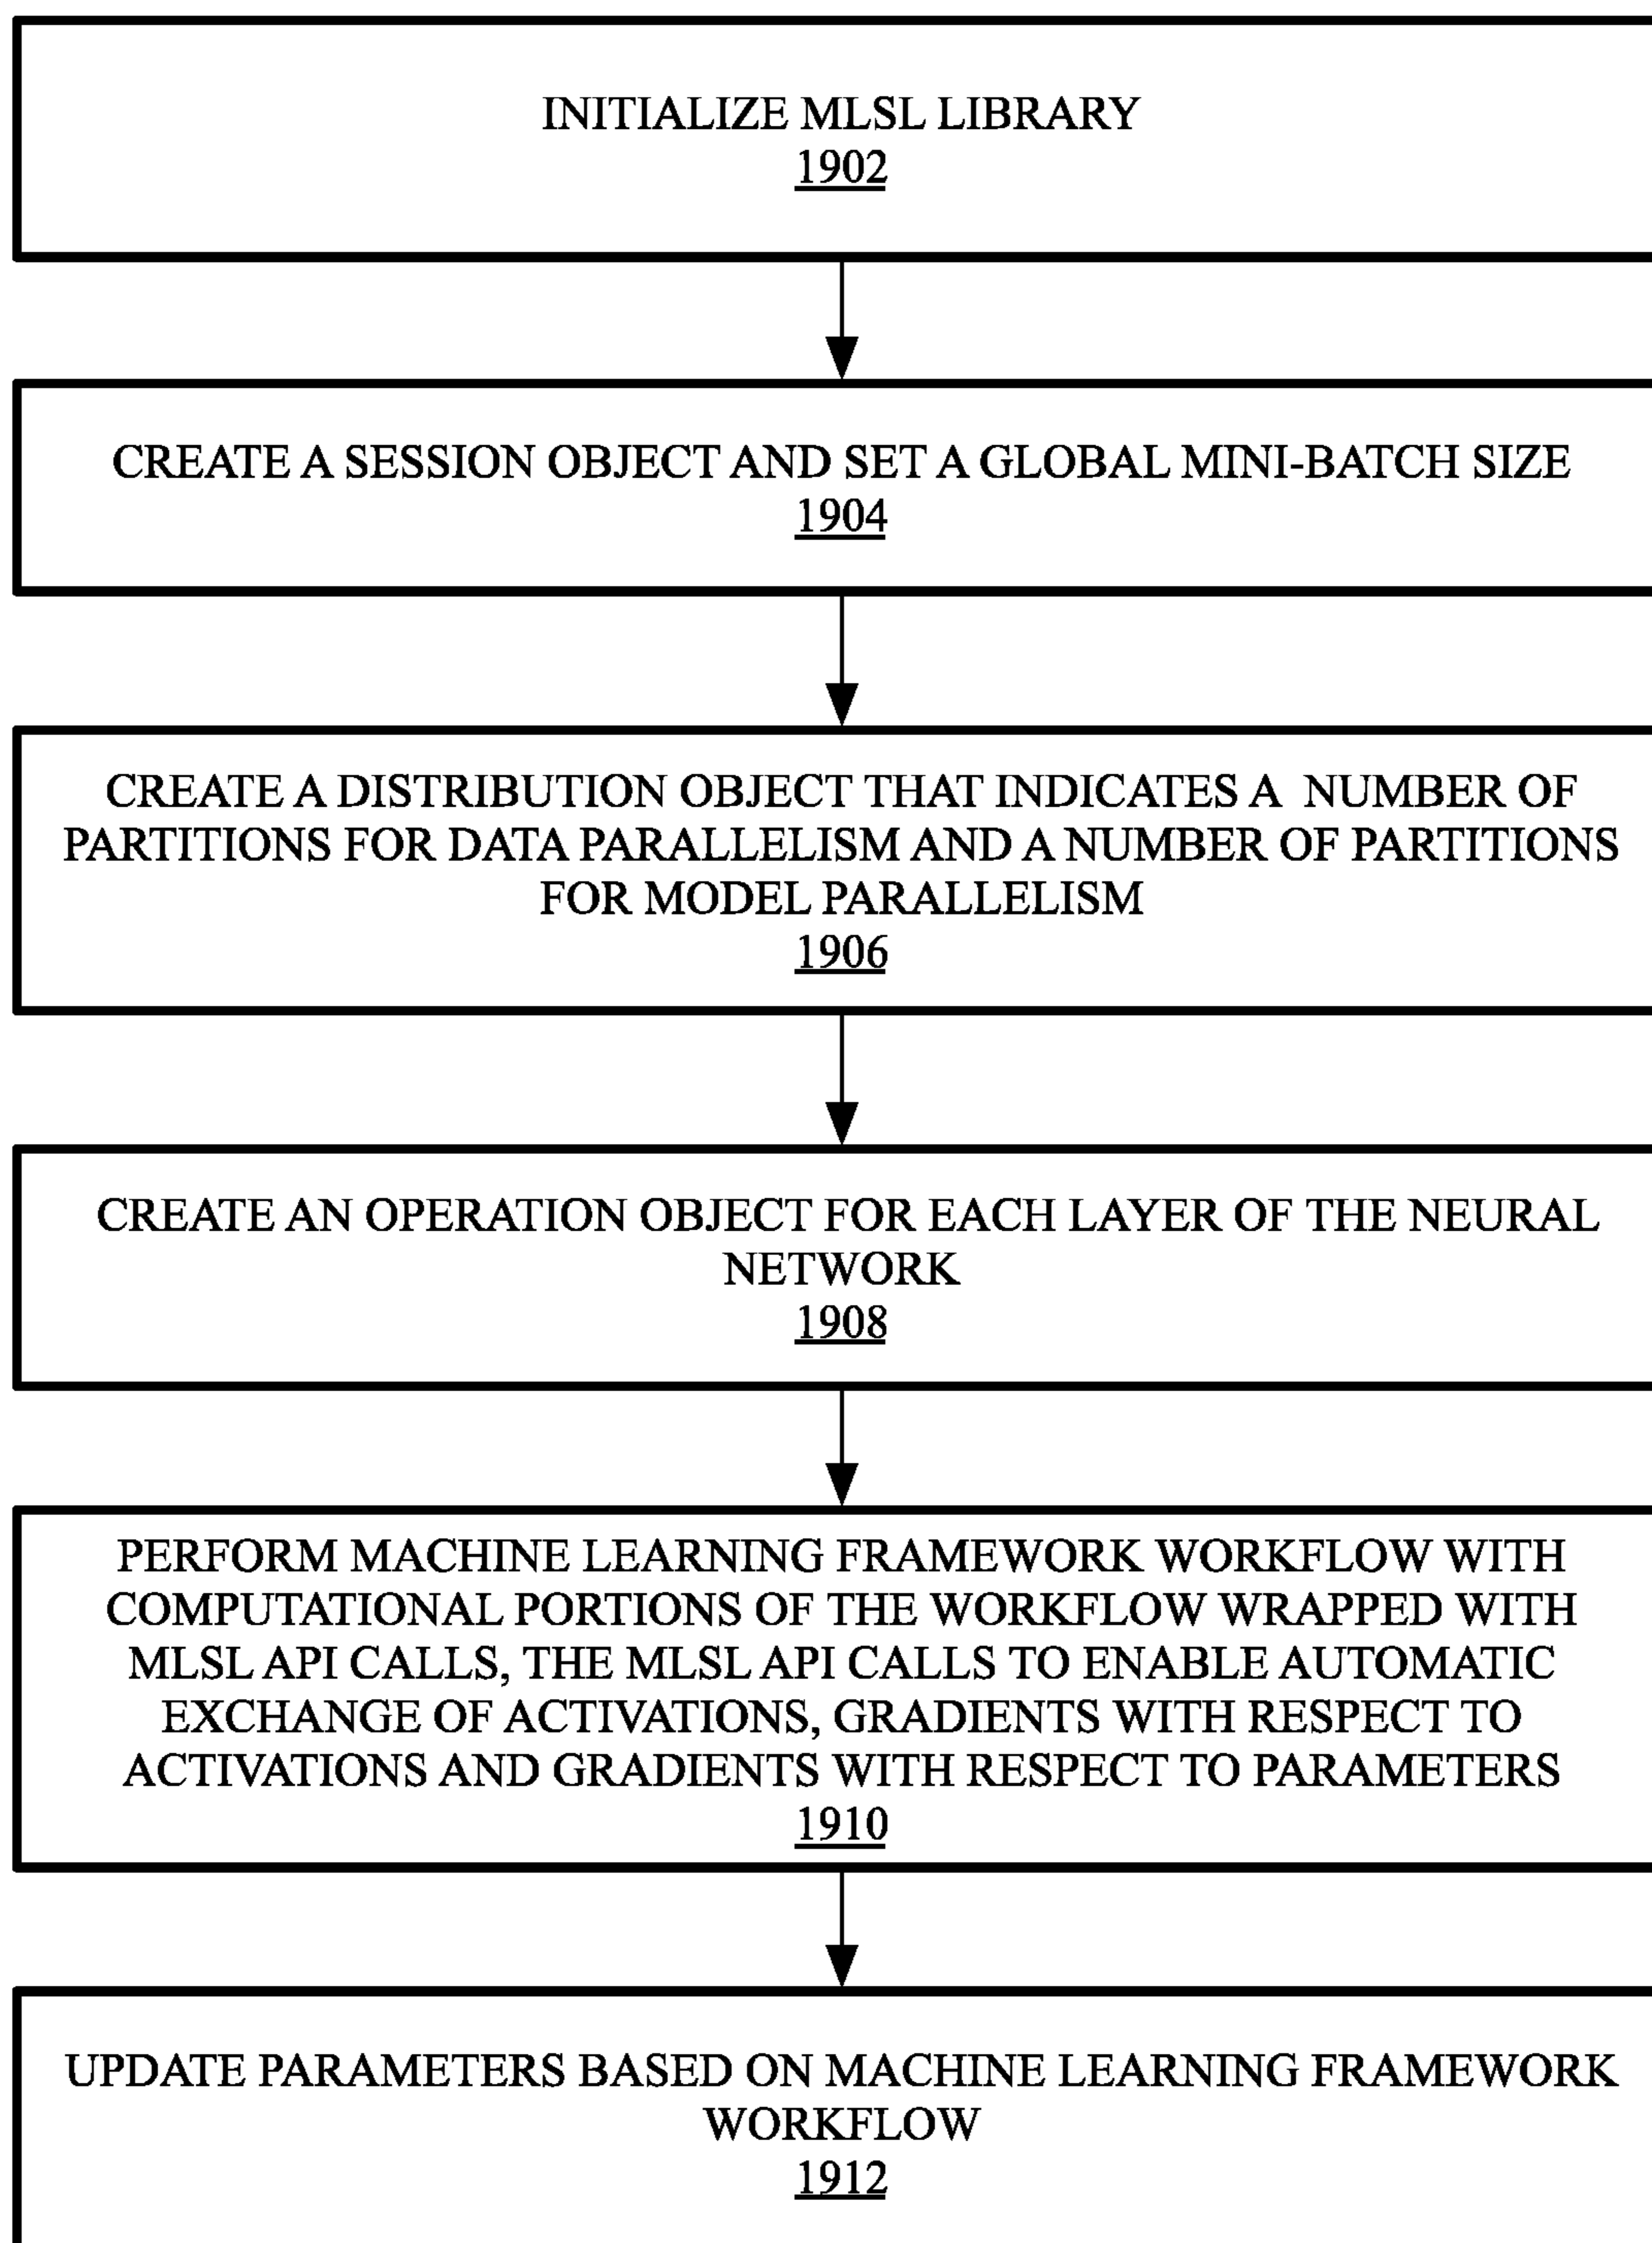 INITIALIZE MLSL LIBRARY
1902
CREATE A SESSION OBJECT AND SET A GLOBAL MINI-BATCH SIZE
1904
CREATE A DISTRIBUTION OBJECT THAT INDICATES A NUMBER OF
PARTITIONS FOR DATA PARALLELISM AND A NUMBER OF PARTITIONS
FOR MODEL PARALLELISM
1906
CREATE AN OPERATION OBJECT FOR EACH LAYER OF THE NEURAL
NETWORK
1908
PERFORM MACHINE LEARNING FRAMEWORK WORKFLOW WITH
COMPUTATIONAL PORTIONS OF THE WORKFLOW WRAPPED WITH
MLSL API CALLS, THE MLSL API CALLS TO ENABLE AUTOMATIC
EXCHANGE OF ACTIVATIONS, GRADIENTS WITH RESPECT TO
ACTIVATIONS AND GRADIENTS WITH RESPECT TO PARAMETERS
1910
UPDATE PARAMETERS BASED ON MACHINE LEARNING FRAMEWORK
WORKFLOW
1912